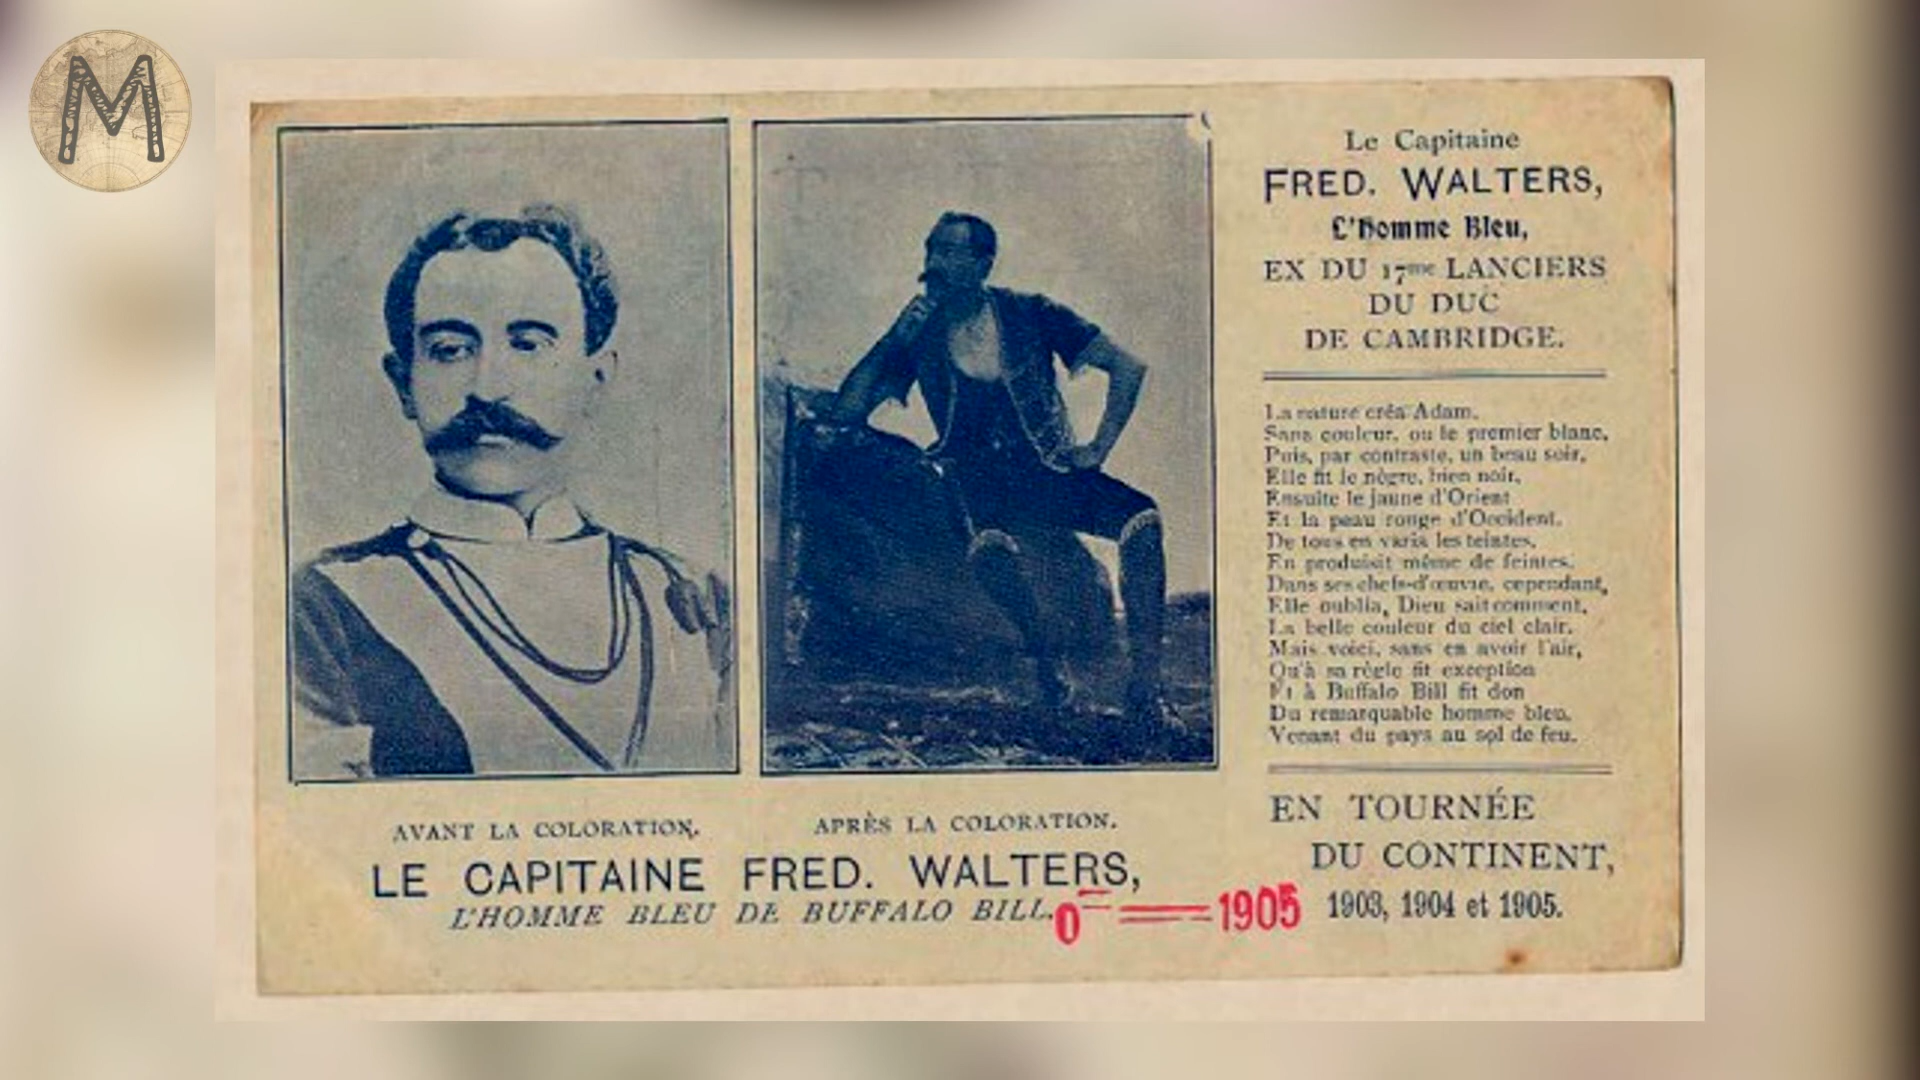 M
Le Capitaine
FRED. WALTERS,
L'Homme Bleu,
EX DU 17me LANCIERS
DU DUC
DE CAMBRIDGE.
La nature créa Adam,
Sans couleur, ou le premier blanc,
Puis, par contraste, un beau soir,
Elle fit le nègre, bien noir,
Ensuite le jaune d'Orient
Et la peau rouge d'Occident.
De tous en varia les teintes,
En produisit même de feintes.
Dans ses chefs-d'œuvre, cependant,
Elle oublia, Dieu sait comment,
La belle couleur du ciel clair.
Mais voici, sans en avoir l'air,
Qu'à sa règle fit exception
Et à Buffalo Bill fit don
Du remarquable homme bleu,
Venant du pays au sol de feu.
EN TOURNÉE
DU CONTINENT,
1903, 1904 et 1905.
AVANT LA COLORATION.
APRÈS LA COLORATION.
LE CAPITAINE FRED. WALTERS,
L'HOMME BLEU DE BUFFALO BILL.
0 1905